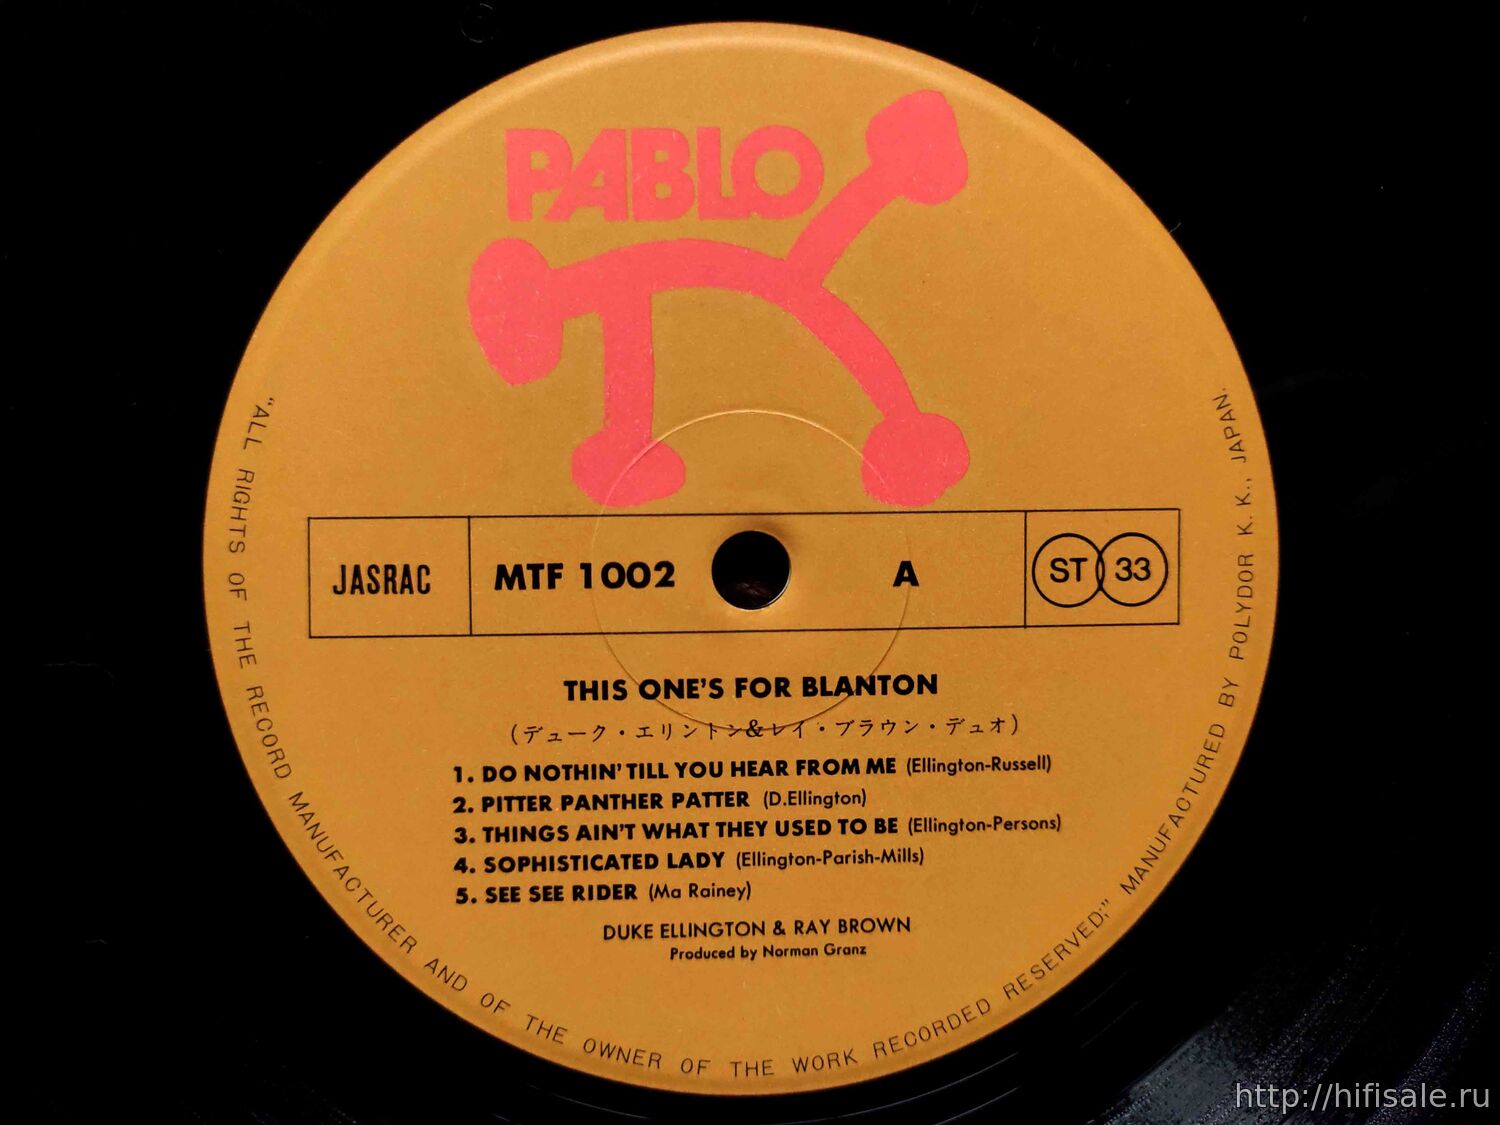 PABLO
JASRAC
MTF 1002
A
ST 33
THIS ONE'S FOR BLANTON
(デューク・エリントン&レイ・ブラウン・デュオ)
1. DO NOTHIN' TILL YOU HEAR FROM ME (Ellington-Russell)
2. PITTER PANTHER PATTER (D.Ellington)
3. THINGS AIN'T WHAT THEY USED TO BE (Ellington-Persons)
4. SOPHISTICATED LADY (Ellington-Parish-Mills)
5. SEE SEE RIDER (Ma Rainey)
DUKE ELLINGTON & RAY BROWN
Produced by Norman Granz
"ALL RIGHTS OF THE RECORD MANUFACTURER AND OF THE OWNER OF THE WORK RECORDED RESERVED;" MANUFACTURED BY POLYDOR K. K., JAPAN.
http://hifisale.ru